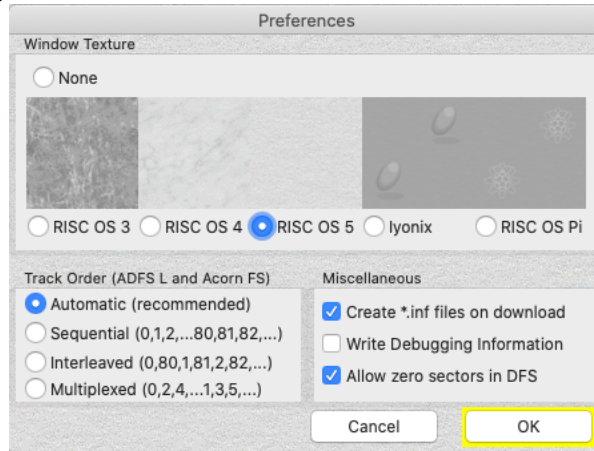 Preferences
Window Texture
None
RISC OS 3 RISC OS 4 RISC OS 5 Iyonix RISC OS Pi
Track Order (ADFS L and Acorn FS)
Automatic (recommended)
Sequential (0,1,2,...80,81,82,...)
Interleaved (0,80,1,81,2,82,...)
Multiplexed (0,2,4,...1,3,5,...)
Miscellaneous
Create *.inf files on download
Write Debugging Information
Allow zero sectors in DFS
Cancel OK